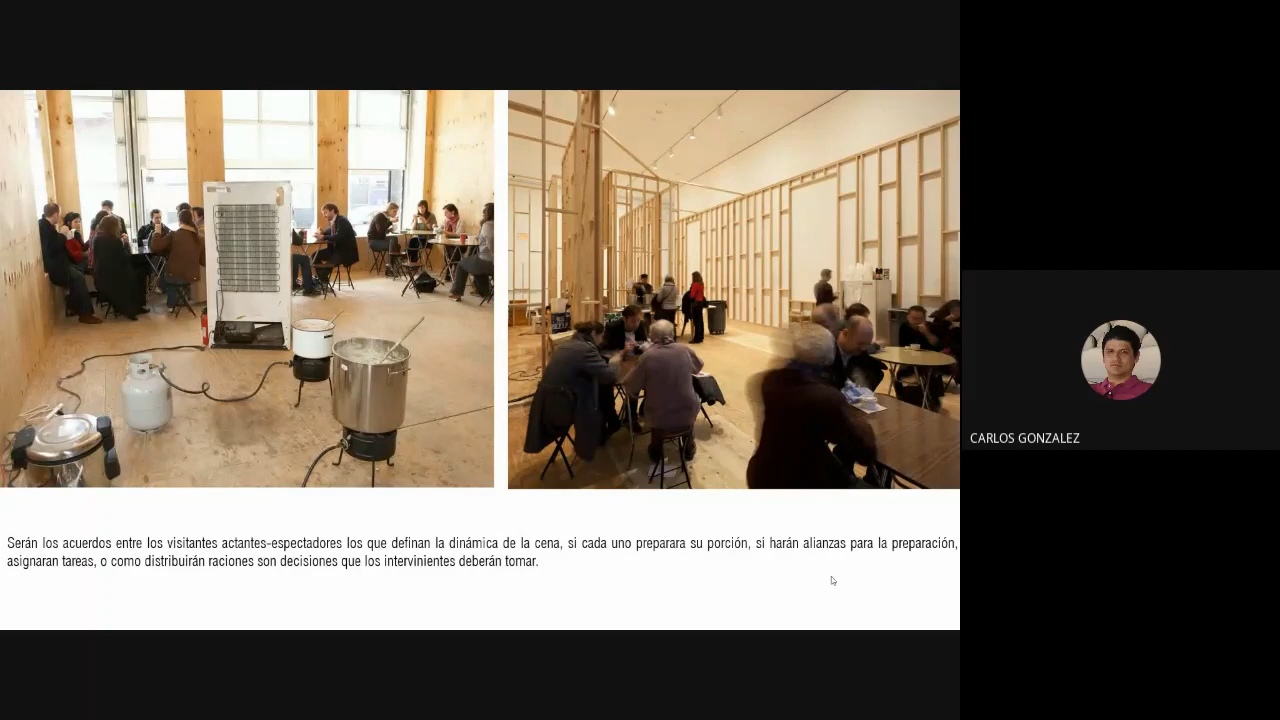 Serán los acuerdos entre los visitantes actantes-espectadores los que definan la dinámica de la cena, si cada uno preparara su porción, si harán alianzas para la preparación,
asignaran tareas, o como distribuirán raciones son decisiones que los intervinientes deberán tomar.
CARLOS GONZALEZ